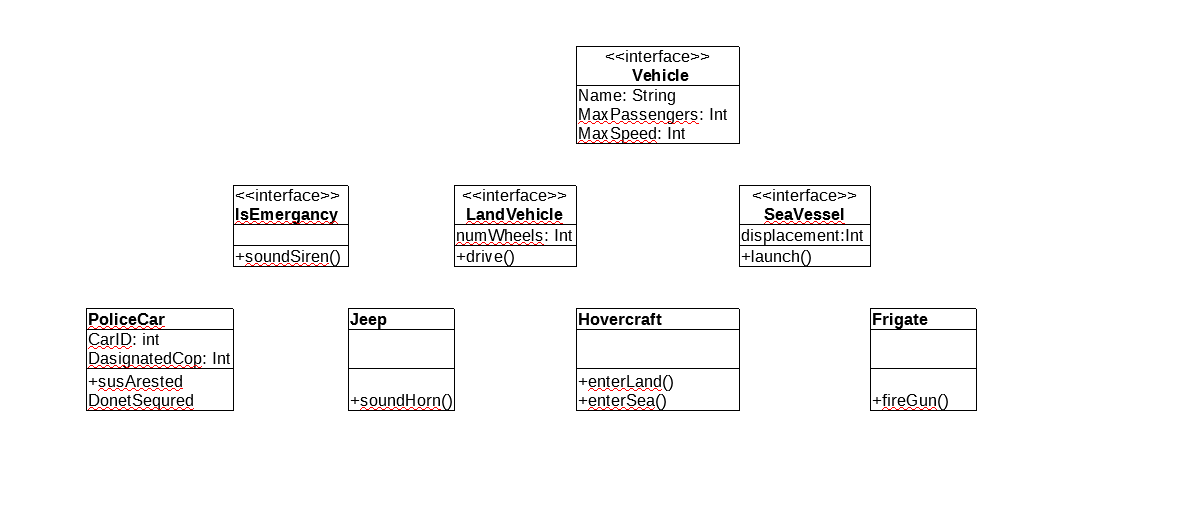 <<interface>>
Vehicle
Name: String
MaxPassengers: Int
MaxSpeed: Int
<<interface>>
IsEmergancy
+soundSiren()
<<interface>>
LandVehicle
numWheels: Int
+drive()
<<interface>>
SeaVessel
displacement:Int
+launch()
PoliceCar
CarID: int
DasignatedCop: Int
+susArested
DonetSequred
Jeep
+soundHorn()
Hovercraft
+enterLand()
+enterSea()
Frigate
+fireGun()